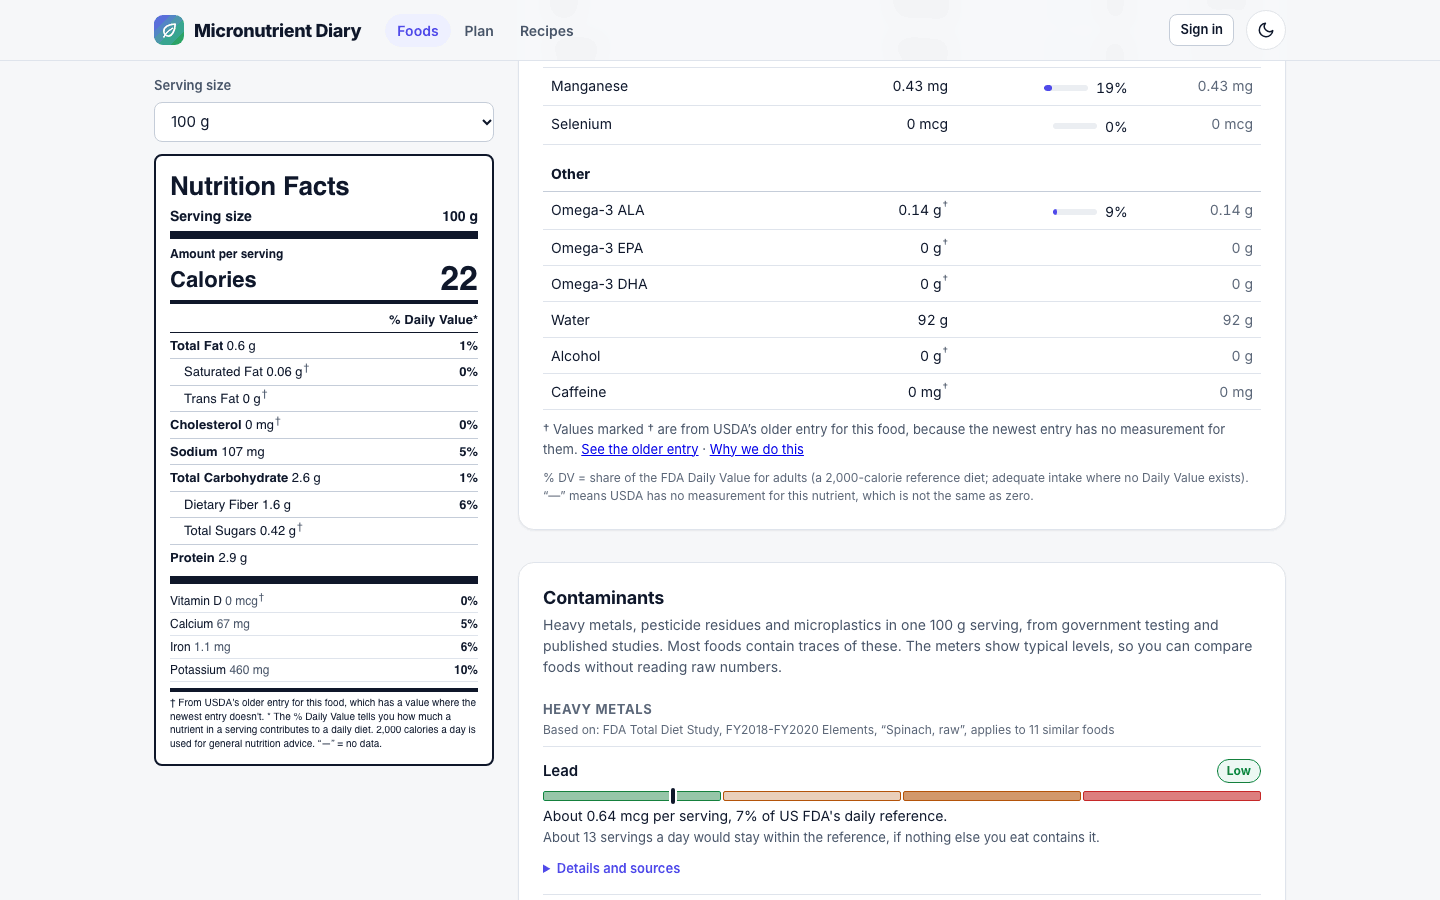 Micronutrient Diary
Foods
Plan
Recipes
Sign in
Serving size
100 g
Nutrition Facts
Serving size 100 g
Amount per serving
Calories 22
% Daily Value*
Total Fat 0.6 g 1%
Saturated Fat 0.06 g† 0%
Trans Fat 0 g†
Cholesterol 0 mg† 0%
Sodium 107 mg 5%
Total Carbohydrate 2.6 g 1%
Dietary Fiber 1.6 g 6%
Total Sugars 0.42 g†
Protein 2.9 g
Vitamin D 0 mcg† 0%
Calcium 67 mg 5%
Iron 1.1 mg 6%
Potassium 460 mg 10%
† From USDA's older entry for this food, which has a value where the
newest entry doesn't. * The % Daily Value tells you how much a
nutrient in a serving contributes to a daily diet. 2,000 calories a day is
used for general nutrition advice. “—” = no data.
Manganese 0.43 mg 19% 0.43 mg
Selenium 0 mcg 0% 0 mcg
Other
Omega-3 ALA 0.14 g† 9% 0.14 g
Omega-3 EPA 0 g† 0 g
Omega-3 DHA 0 g† 0 g
Water 92 g 92 g
Alcohol 0 g† 0 g
Caffeine 0 mg† 0 mg
† Values marked † are from USDA’s older entry for this food, because the newest entry has no measurement for
them. See the older entry · Why we do this
% DV = share of the FDA Daily Value for adults (a 2,000-calorie reference diet; adequate intake where no Daily Value exists).
“—” means USDA has no measurement for this nutrient, which is not the same as zero.
Contaminants
Heavy metals, pesticide residues and microplastics in one 100 g serving, from government testing and
published studies. Most foods contain traces of these. The meters show typical levels, so you can compare
foods without reading raw numbers.
HEAVY METALS
Based on: FDA Total Diet Study, FY2018-FY2020 Elements, “Spinach, raw”, applies to 11 similar foods
Lead Low
About 0.64 mcg per serving, 7% of US FDA's daily reference.
About 13 servings a day would stay within the reference, if nothing else you eat contains it.
Details and sources